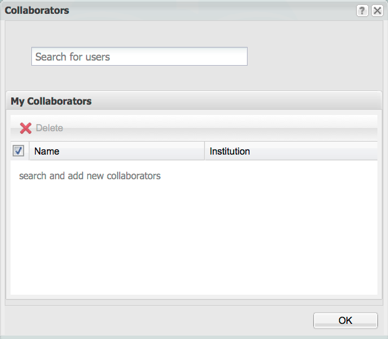 Collaborators
?
Search for users
My Collaborators
Delete
Name Institution
search and add new collaborators
OK